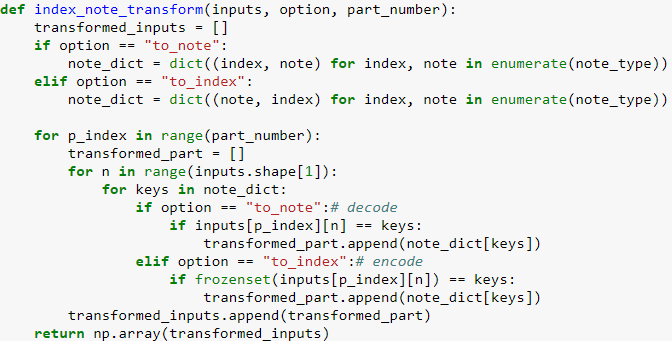 def index_note_transform(inputs, option, part_number):
    transformed_inputs = []
    if option == "to_note":
        note_dict = dict((index, note) for index, note in enumerate(note_type))
    elif option == "to_index":
        note_dict = dict((note, index) for index, note in enumerate(note_type))

    for p_index in range(part_number):
        transformed_part = []
        for n in range(inputs.shape[1]):
            for keys in note_dict:
                if option == "to_note":# decode
                    if inputs[p_index][n] == keys:
                        transformed_part.append(note_dict[keys])
                elif option == "to_index":# encode
                    if frozenset(inputs[p_index][n]) == keys:
                        transformed_part.append(note_dict[keys])
        transformed_inputs.append(transformed_part)
    return np.array(transformed_inputs)